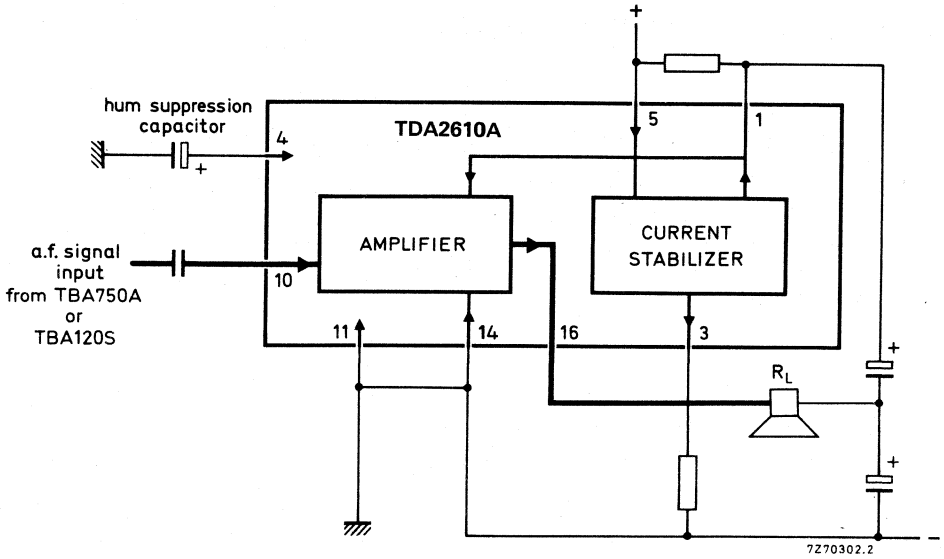 +
hum suppression
capacitor
4
+
TDA2610A
5
1
AMPLIFIER
CURRENT
STABILIZER
a.f. signal
input
from TBA750A
or
TBA120S
10
11
14
16
3
+
RL
+
7Z70302.2